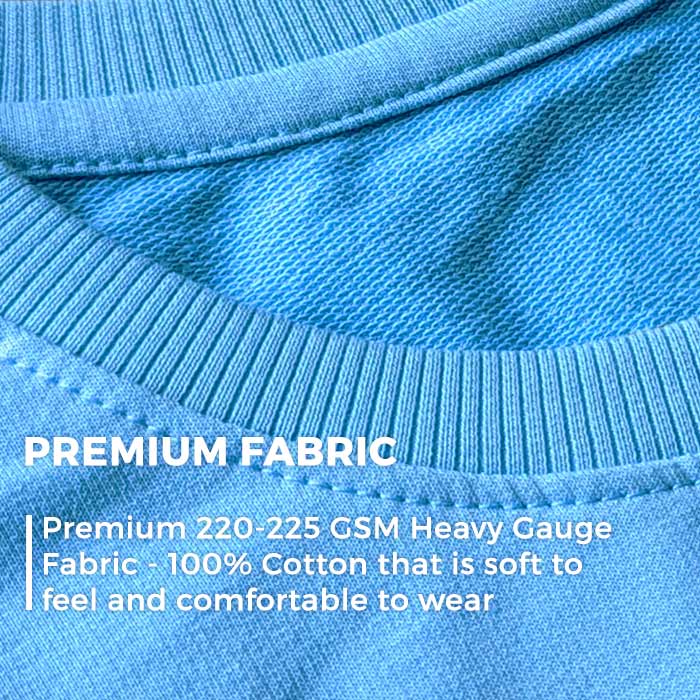 PREMIUM FABRIC
Premium 220-225 GSM Heavy Gauge
Fabric - 100% Cotton that is soft to
feel and comfortable to wear